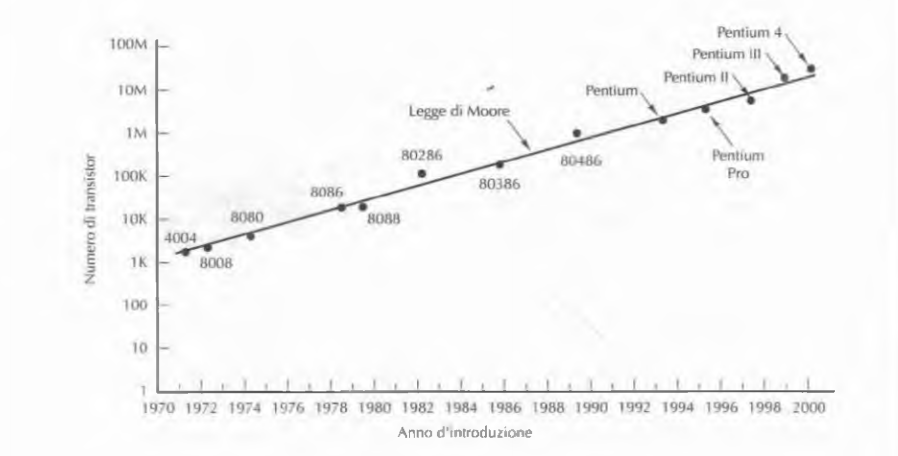 Pentium 4
100M
Pentium III
Pentium II
10M
Pentium
Legge di Moore
1M
80486
Pentium
Pro
80286
80386
100K
8086
8088
10K
8080
4004
8008
1K
100
10
1
Numero di transistor
1970 1972 1974 1976 1978 1980 1982 1984 1986 1988 1990 1992 1994 1996 1998 2000
Anno d'introduzione